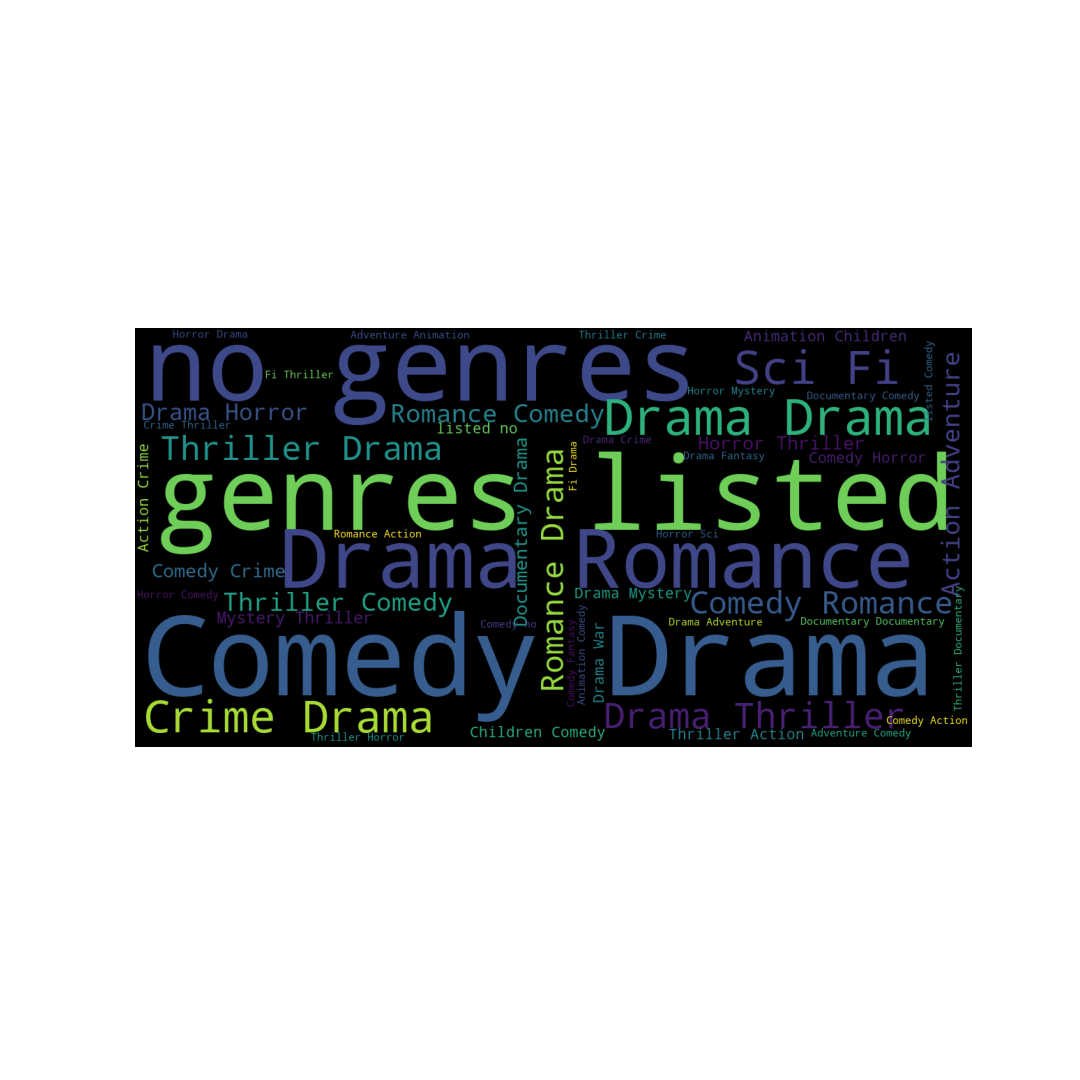 Horror Drama
Adventure Animation
Thriller Crime
Animation Children
no genres
Fi Thriller
Sci Fi
listed Comedy
Action Adventure
Horror Mystery
Documentary Comedy
Drama Horror
Romance Comedy
Drama Drama
Crime Thriller
listed no
Drama Crime
Horror Thriller
Thriller Drama
Action Crime
Documentary Drama
Romance Drama
Fi Drama
Drama Fantasy
Comedy Horror
genres listed
Romance Action
Horror Sci
Drama Romance
Comedy Crime
Horror Comedy
Thriller Comedy
Drama Mystery
Comedy Romance
Thriller Documentary
Mystery Thriller
Comedy no
Comedy Fantasy
Animation Comedy
Drama War
Drama Adventure
Documentary Documentary
Comedy Drama
Crime Drama
Drama Thriller
Comedy Action
Thriller Horror
Children Comedy
Thriller Action
Adventure Comedy